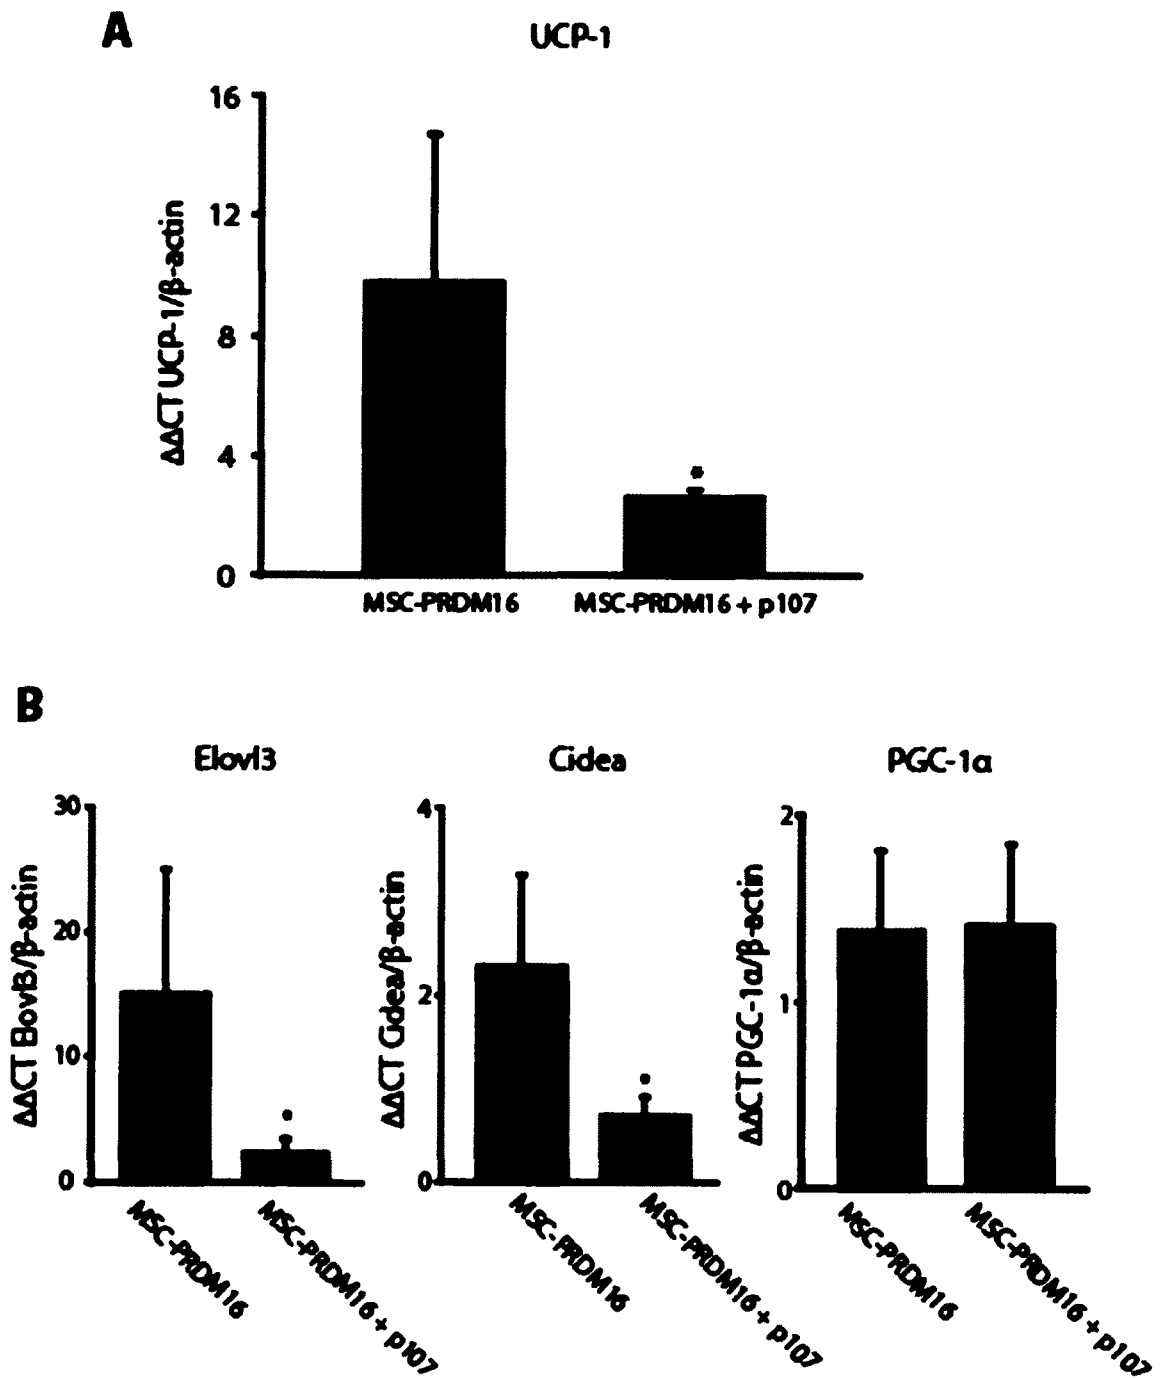 A
UCP-1
ΔΔCT UCP-1/β-actin
16
12
8
4
0
*
MSC-PRDM16
MSC-PRDM16 + p107
B
Elovl3
ΔΔCT Elovl3/β-actin
30
20
10
0
*
MSC-PRDM16
MSC-PRDM16 + p107
Cidea
ΔΔCT Cidea/β-actin
4
2
0
*
MSC-PRDM16
MSC-PRDM16 + p107
PGC-1α
ΔΔCT PGC-1α/β-actin
2
1
0
MSC-PRDM16
MSC-PRDM16 + p107